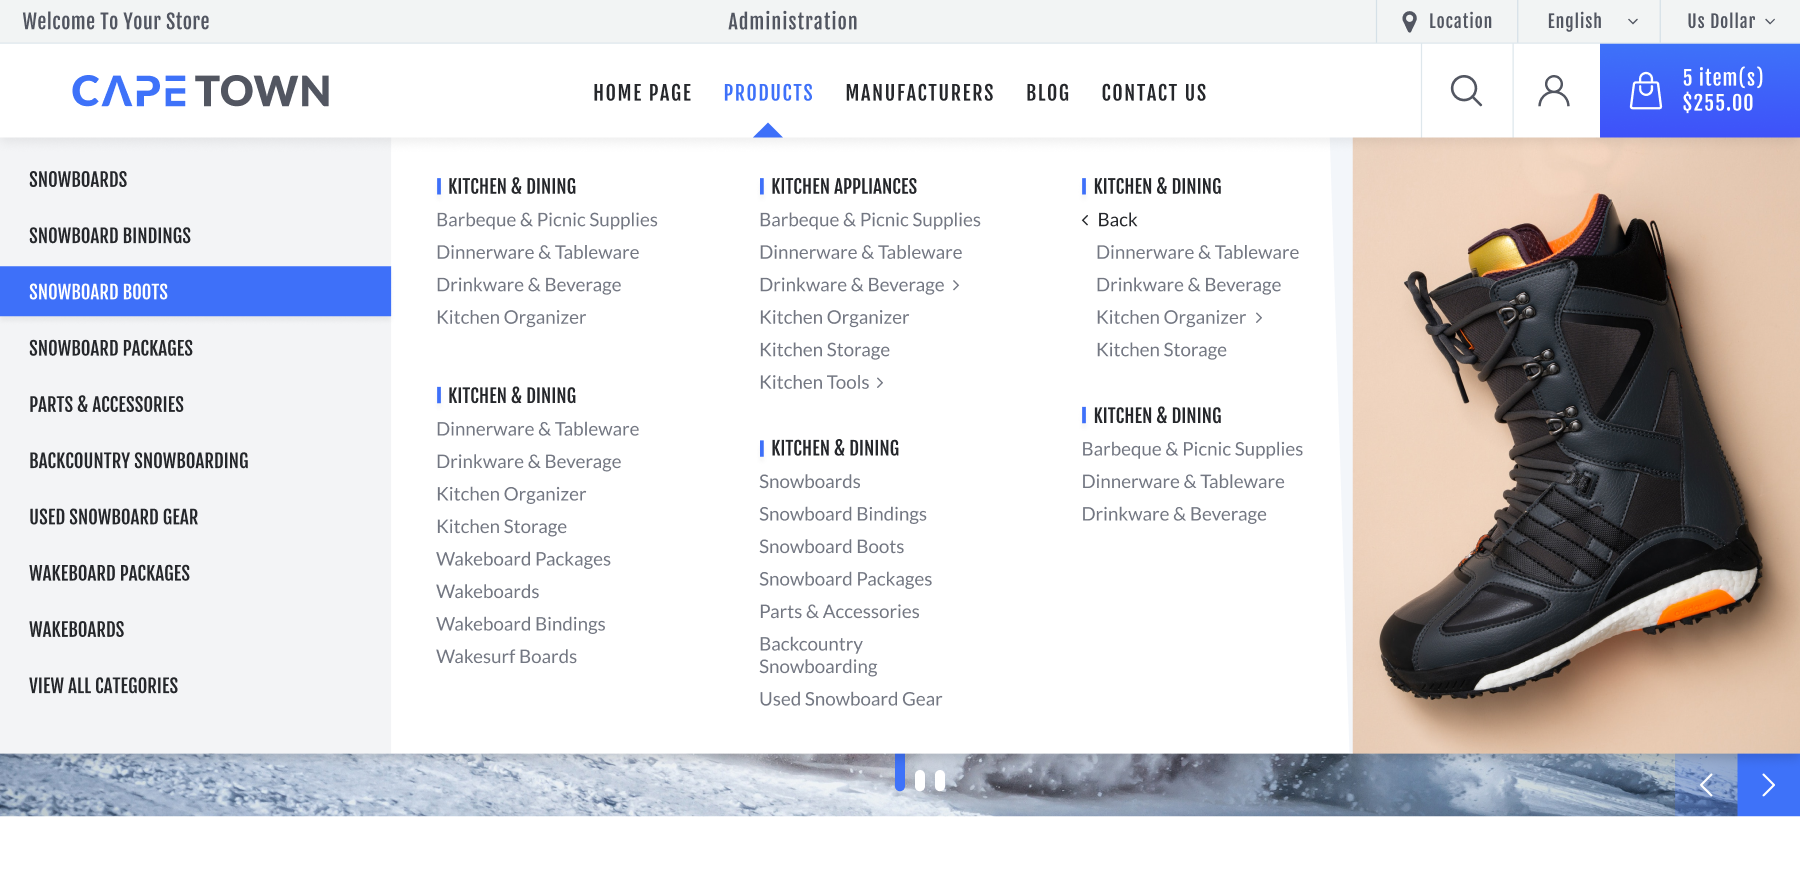 Welcome To Your Store
Administration
Location
English
Us Dollar
CAPE TOWN
HOME PAGE
PRODUCTS
MANUFACTURERS
BLOG
CONTACT US
5 item(s)
$255.00
SNOWBOARDS
SNOWBOARD BINDINGS
SNOWBOARD BOOTS
SNOWBOARD PACKAGES
PARTS & ACCESSORIES
BACKCOUNTRY SNOWBOARDING
USED SNOWBOARD GEAR
WAKEBOARD PACKAGES
WAKEBOARDS
VIEW ALL CATEGORIES
KITCHEN & DINING
Barbeque & Picnic Supplies
Dinnerware & Tableware
Drinkware & Beverage
Kitchen Organizer
KITCHEN & DINING
Dinnerware & Tableware
Drinkware & Beverage
Kitchen Organizer
Kitchen Storage
Wakeboard Packages
Wakeboards
Wakeboard Bindings
Wakesurf Boards
KITCHEN APPLIANCES
Barbeque & Picnic Supplies
Dinnerware & Tableware
Drinkware & Beverage >
Kitchen Organizer
Kitchen Storage
Kitchen Tools >
KITCHEN & DINING
Snowboards
Snowboard Bindings
Snowboard Boots
Snowboard Packages
Parts & Accessories
Backcountry
Snowboarding
Used Snowboard Gear
KITCHEN & DINING
< Back
Dinnerware & Tableware
Drinkware & Beverage
Kitchen Organizer >
Kitchen Storage
KITCHEN & DINING
Barbeque & Picnic Supplies
Dinnerware & Tableware
Drinkware & Beverage